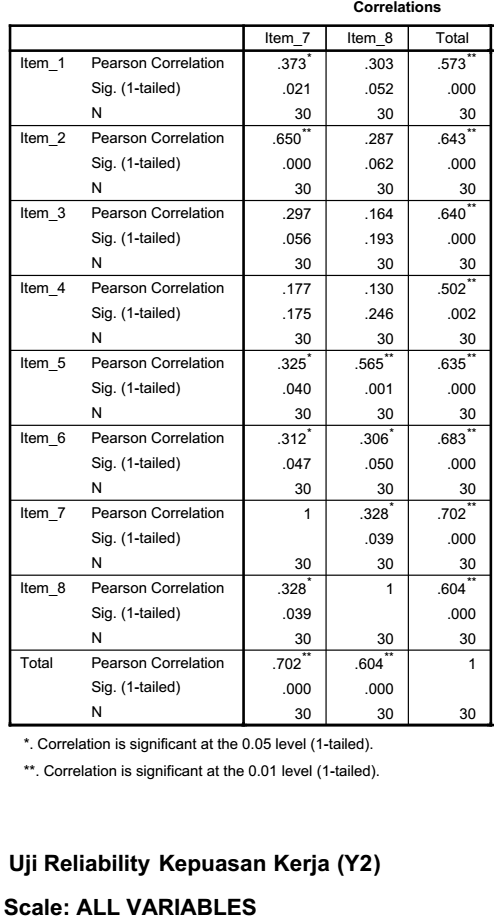 Correlations
Item_7 Item_8 Total
Item_1 Pearson Correlation .373* .303 .573**
Sig. (1-tailed) .021 .052 .000
N 30 30 30
Item_2 Pearson Correlation .650** .287 .643**
Sig. (1-tailed) .000 .062 .000
N 30 30 30
Item_3 Pearson Correlation .297 .164 .640**
Sig. (1-tailed) .056 .193 .000
N 30 30 30
Item_4 Pearson Correlation .177 .130 .502**
Sig. (1-tailed) .175 .246 .002
N 30 30 30
Item_5 Pearson Correlation .325* .565** .635**
Sig. (1-tailed) .040 .001 .000
N 30 30 30
Item_6 Pearson Correlation .312* .306* .683**
Sig. (1-tailed) .047 .050 .000
N 30 30 30
Item_7 Pearson Correlation 1 .328* .702**
Sig. (1-tailed) .039 .000
N 30 30 30
Item_8 Pearson Correlation .328* 1 .604**
Sig. (1-tailed) .039 .000
N 30 30 30
Total Pearson Correlation .702** .604** 1
Sig. (1-tailed) .000 .000
N 30 30 30
*. Correlation is significant at the 0.05 level (1-tailed).
**. Correlation is significant at the 0.01 level (1-tailed).
Uji Reliability Kepuasan Kerja (Y2)
Scale: ALL VARIABLES